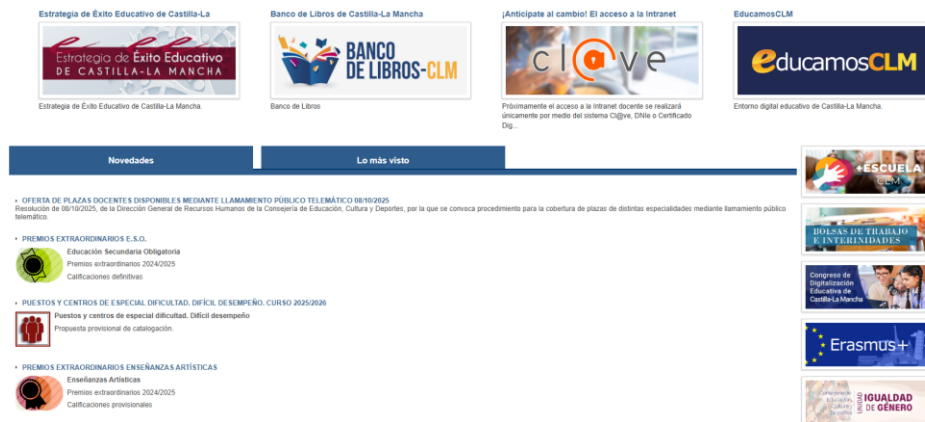 Estrategia de Éxito Educativo de Castilla-La
Estrategia de Éxito Educativo
DE CASTILLA-LA MANCHA
Estrategia de Éxito Educativo de Castilla-La Mancha.
Banco de Libros de Castilla-La Mancha
BANCO
DE LIBROS-CLM
Banco de Libros
¡Anticípate al cambio! El acceso a la Intranet
cl@ve
Próximamente el acceso a la Intranet docente se realizará
únicamente por medio del sistema Cl@ve, DNIe o Certificado
Dig...
EducamosCLM
educamosCLM
Entorno digital educativo de Castilla-La Mancha.
Novedades
Lo más visto
OFERTA DE PLAZAS DOCENTES DISPONIBLES MEDIANTE LLAMAMIENTO PÚBLICO TELEMÁTICO 08/10/2025
Resolución de 08/10/2025, de la Dirección General de Recursos Humanos de la Consejería de Educación, Cultura y Deportes, por la que se convoca procedimiento para la cobertura de plazas de distintas especialidades mediante llamamiento público
telemático.
PREMIOS EXTRAORDINARIOS E.S.O.
Educación Secundaria Obligatoria
Premios extraordinarios 2024/2025
Calificaciones definitivas
PUESTOS Y CENTROS DE ESPECIAL DIFICULTAD. DIFÍCIL DESEMPEÑO. CURSO 2025/2026
Puestos y centros de especial dificultad. Difícil desempeño
Propuesta provisional de catalogación.
PREMIOS EXTRAORDINARIOS ENSEÑANZAS ARTÍSTICAS
Enseñanzas Artísticas
Premios extraordinarios 2024/2025
Calificaciones provisionales
+ESCUELA
CLM
BOLSAS DE TRABAJO
E INTERINIDADES
Congreso de
Digitalización
Educativa de
Castilla-La Mancha
Erasmus+
UNIDAD
IGUALDAD
DE GÉNERO